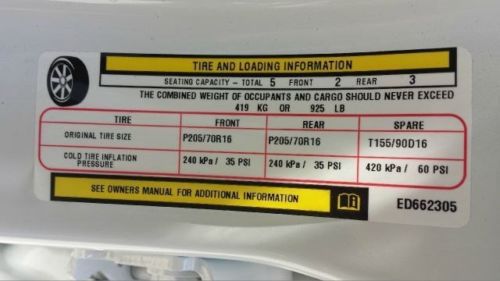 TIRE AND LOADING INFORMATION
SEATING CAPACITY - TOTAL 5 FRONT 2 REAR 3
THE COMBINED WEIGHT OF OCCUPANTS AND CARGO SHOULD NEVER EXCEED
419 KG OR 925 LB
TIRE FRONT REAR SPARE
ORIGINAL TIRE SIZE P205/70R16 P205/70R16 T155/90D16
COLD TIRE INFLATION PRESSURE 240 kPa / 35 PSI 240 kPa / 35 PSI 420 kPa / 60 PSI
SEE OWNERS MANUAL FOR ADDITIONAL INFORMATION
ED662305